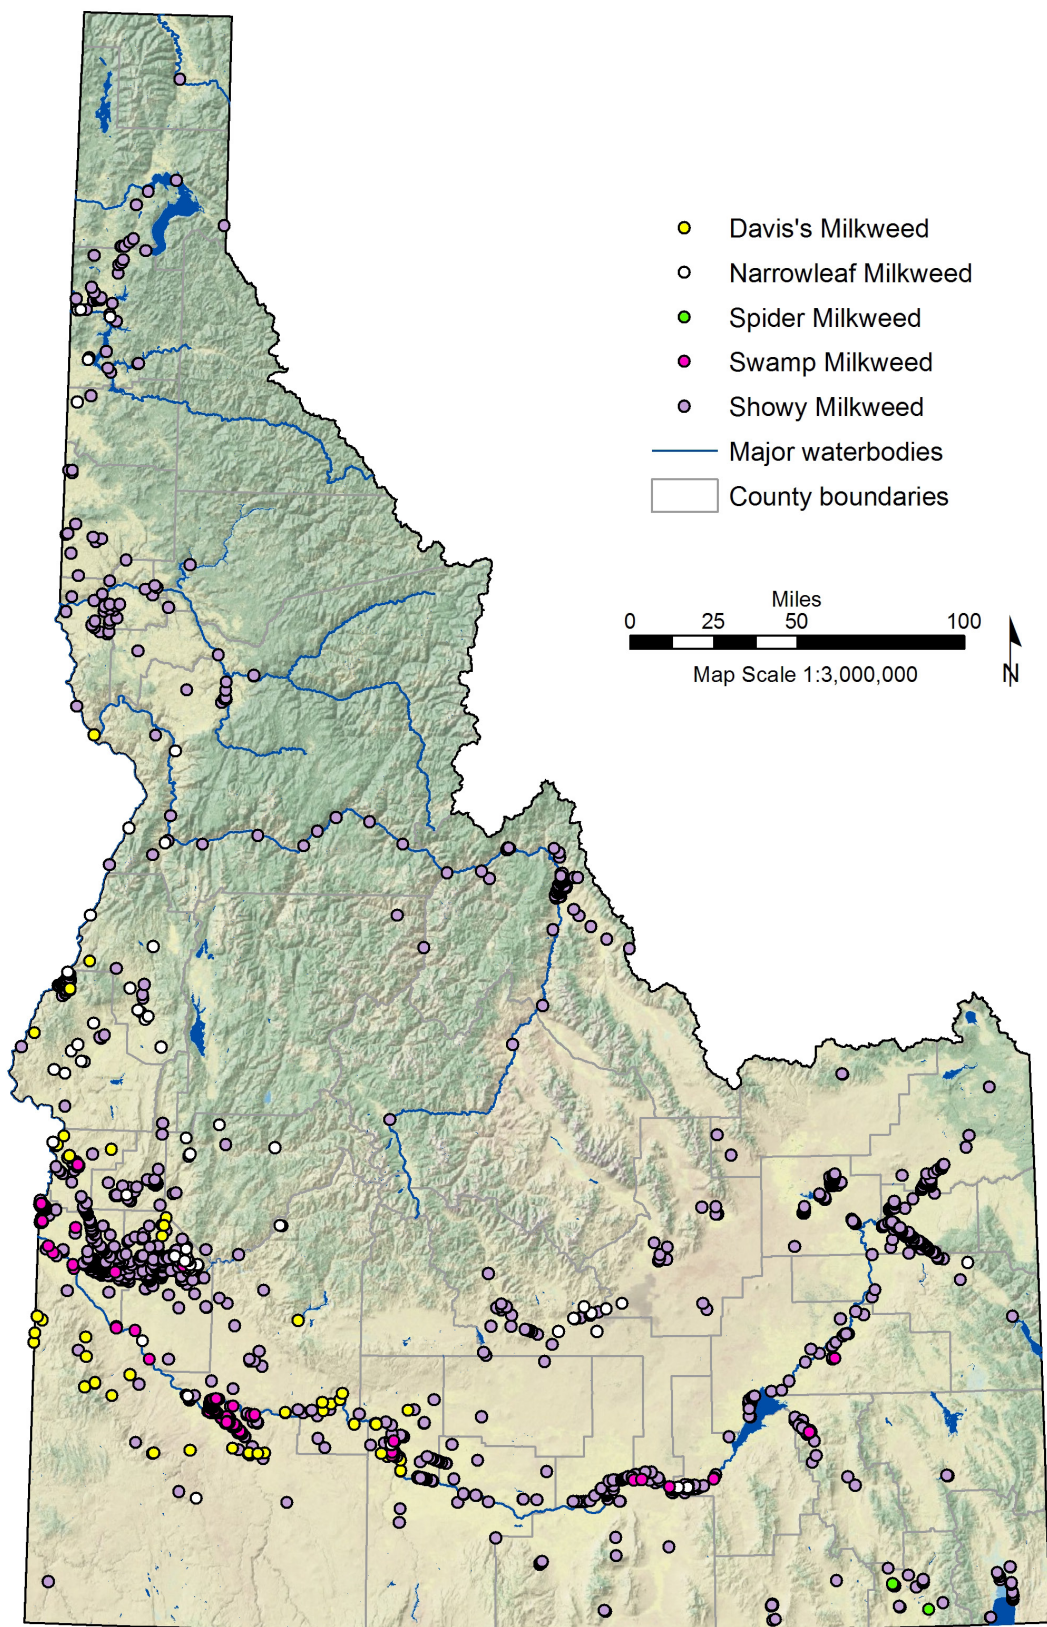 Davis's Milkweed
Narrowleaf Milkweed
Spider Milkweed
Swamp Milkweed
Showy Milkweed
Major waterbodies
County boundaries
Miles
0 25 50 100
Map Scale 1:3,000,000
N